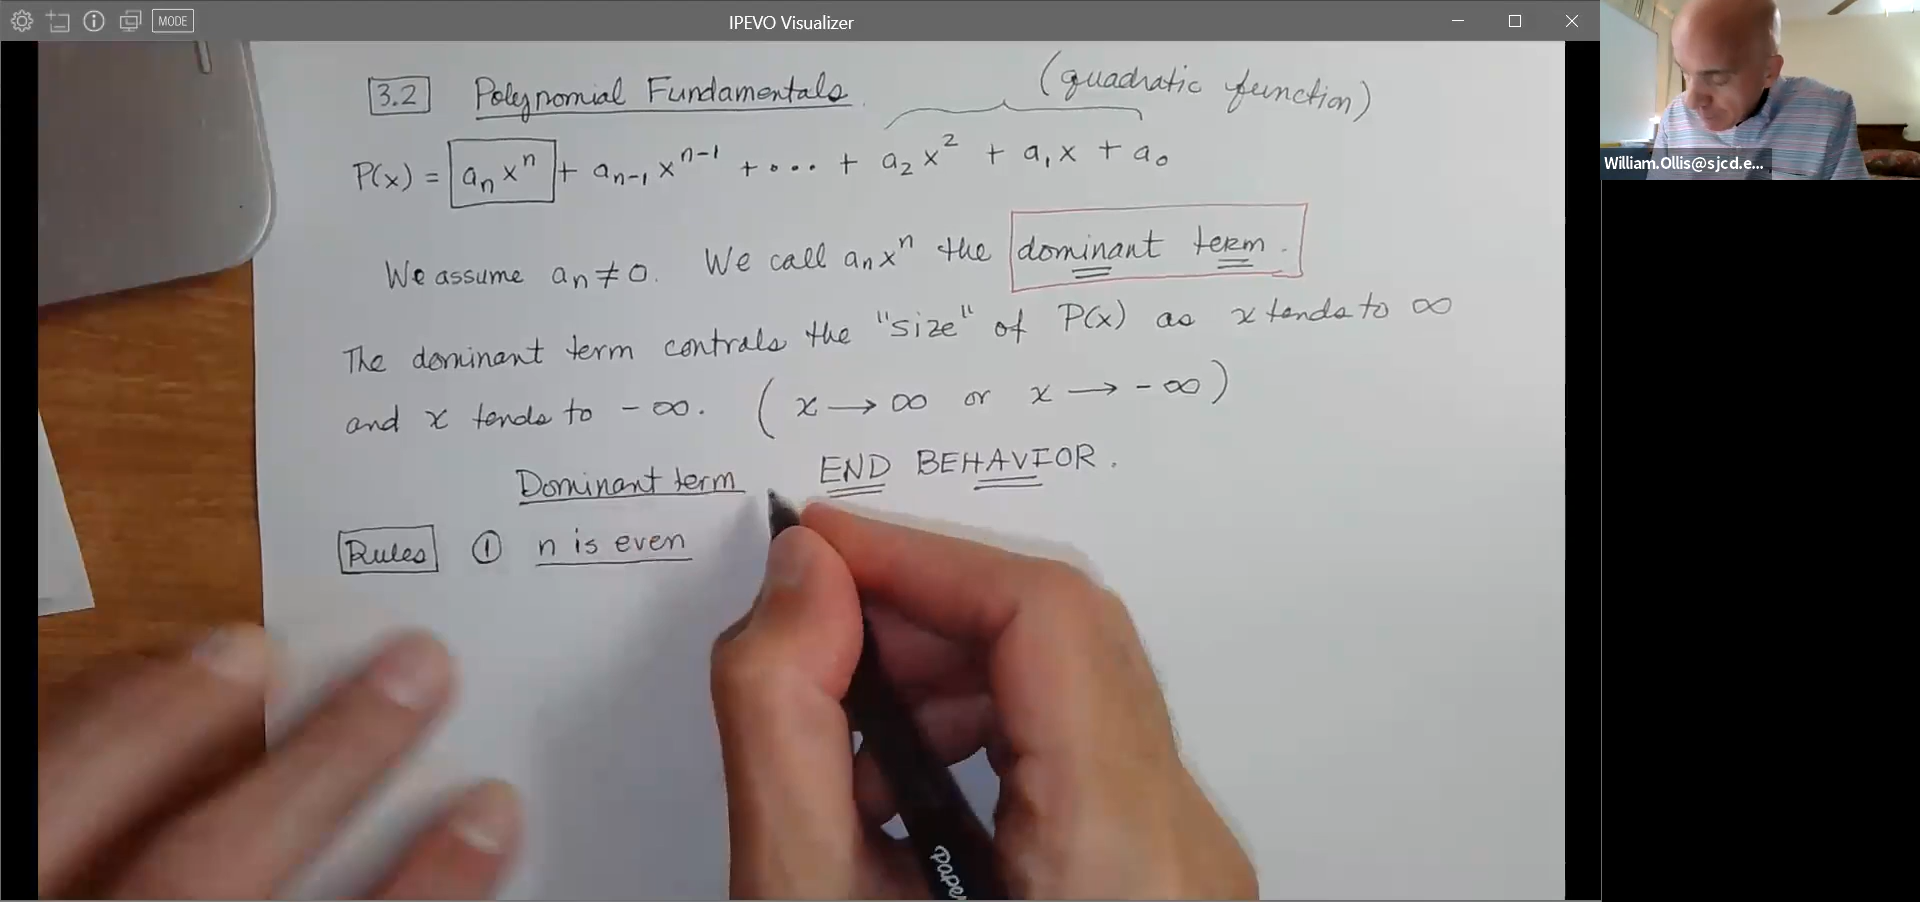 MODE
IPEVO Visualizer
3.2 Polynomial Fundamentals
(quadratic function)
P(x) = aₙxⁿ + aₙ₋₁xⁿ⁻¹ + ... + a₂x² + a₁x + a₀
We assume aₙ ≠ 0. We call aₙxⁿ the dominant term.
The dominant term controls the "size" of P(x) as x tends to ∞
and x tends to -∞. (x → ∞ or x → -∞)
Dominant term END BEHAVIOR.
Rules ① n is even
William.Ollis@sjcd.e...